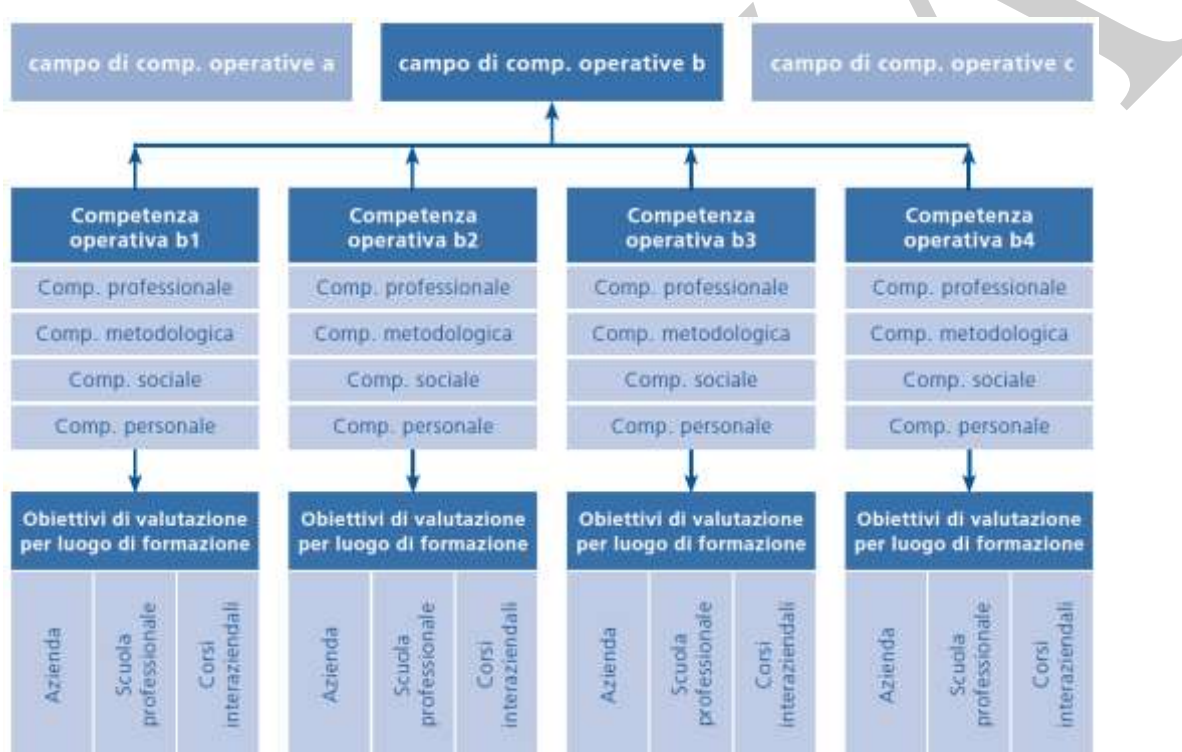 campo di comp. operative a
campo di comp. operative b
campo di comp. operative c
Competenza
operativa b1
Competenza
operativa b2
Competenza
operativa b3
Competenza
operativa b4
Comp. professionale
Comp. professionale
Comp. professionale
Comp. professionale
Comp. metodologica
Comp. metodologica
Comp. metodologica
Comp. metodologica
Comp. sociale
Comp. sociale
Comp. sociale
Comp. sociale
Comp. personale
Comp. personale
Comp. personale
Comp. personale
Obiettivi di valutazione
per luogo di formazione
Obiettivi di valutazione
per luogo di formazione
Obiettivi di valutazione
per luogo di formazione
Obiettivi di valutazione
per luogo di formazione
Azienda
Scuola
professionale
Corsi
interaziendali
Azienda
Scuola
professionale
Corsi
interaziendali
Azienda
Scuola
professionale
Corsi
interaziendali
Azienda
Scuola
professionale
Corsi
interaziendali